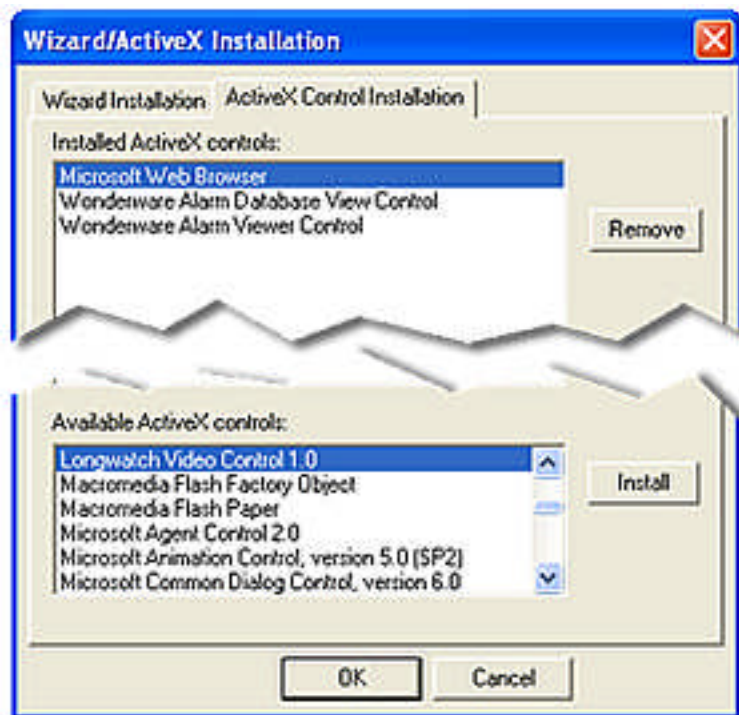 Wizard/ActiveX Installation
Wizard Installation
ActiveX Control Installation
Installed ActiveX controls:
Microsoft Web Browser
Wonderware Alarm Database View Control
Wonderware Alarm Viewer Control
Remove
Available ActiveX controls:
Longwatch Video Control 1.0
Macromedia Flash Factory Object
Macromedia Flash Paper
Microsoft Agent Control 2.0
Microsoft Animation Control, version 5.0 (SP2)
Microsoft Common Dialog Control, version 6.0
Install
OK
Cancel